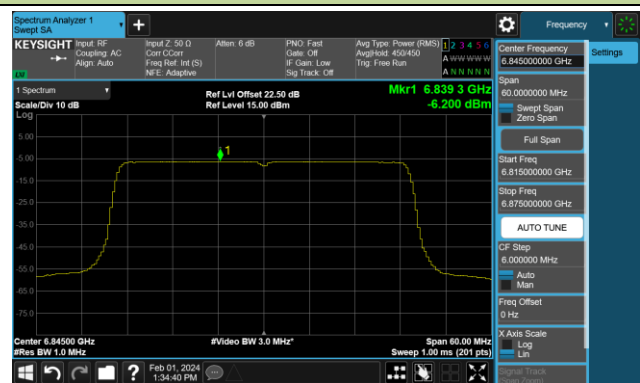 Spectrum Analyzer 1
Swept SA
Frequency
KEYSIGHT
Input: RF
Coupling: AC
Align: Auto
Input Z: 50 Ω
Corr CCorr
Freq Ref: Int (S)
NFE: Adaptive
Atten: 6 dB
PNO: Fast
Gate: Off
IF Gain: Low
Sig Track: Off
Avg Type: Power (RMS)
Avg|Hold: 450/450
Trig: Free Run
1 2 3 4 5 6
A W W W W W
A N N N N N
LW
1 Spectrum
Scale/Div 10 dB
Log
Ref Lvl Offset 22.50 dB
Ref Level 15.00 dBm
Mkr1 6.839 3 GHz
-6.200 dBm
5.00
-5.00
-15.0
-25.0
-35.0
-45.0
-55.0
-65.0
-75.0
1
Center 6.84500 GHz
#Res BW 1.0 MHz
#Video BW 3.0 MHz*
Span 60.00 MHz
Sweep 1.00 ms (201 pts)
Center Frequency
6.845000000 GHz
Settings
Span
60.0000000 MHz
Swept Span
Zero Span
Full Span
Start Freq
6.815000000 GHz
Stop Freq
6.875000000 GHz
AUTO TUNE
CF Step
6.000000 MHz
Auto
Man
Freq Offset
0 Hz
X Axis Scale
Log
Lin
Signal Track
Feb 01, 2024
1:34:40 PM